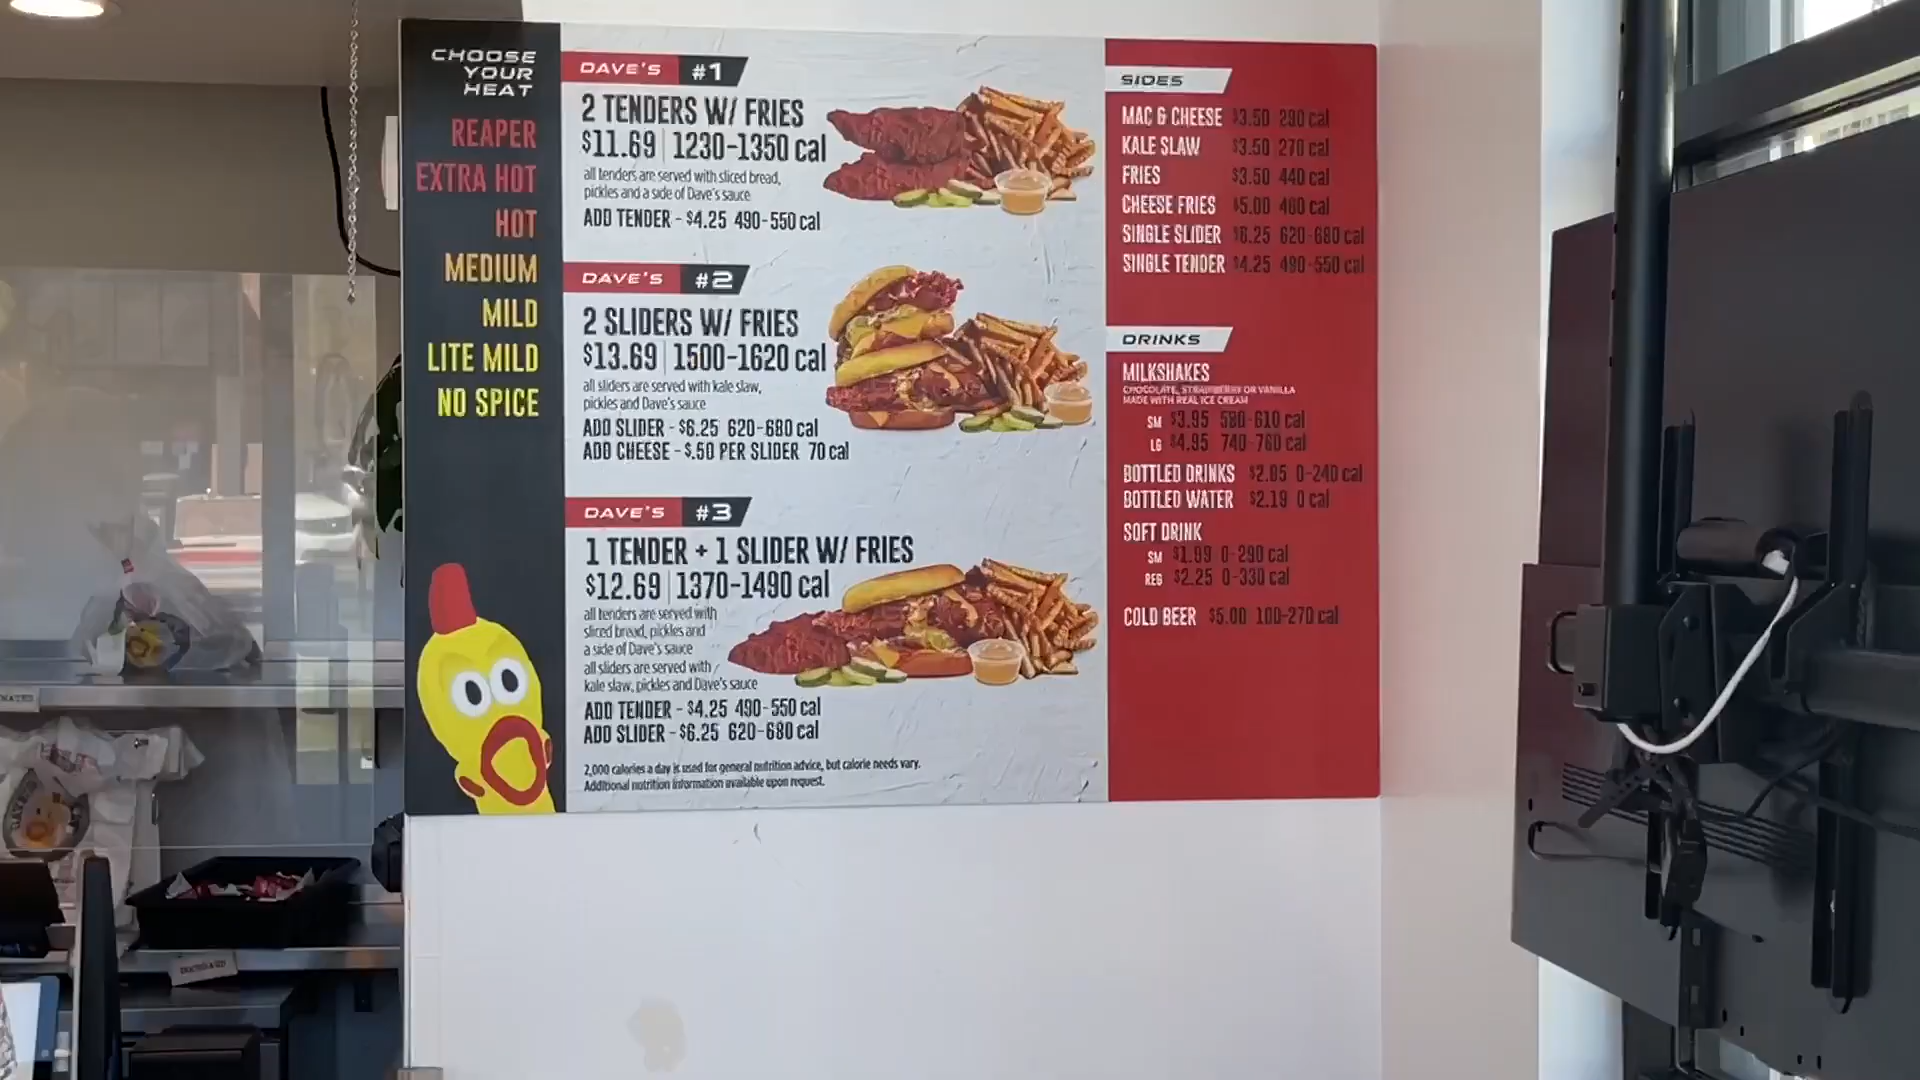 CHOOSE
YOUR
HEAT
REAPER
EXTRA HOT
HOT
MEDIUM
MILD
LITE MILD
NO SPICE
DAVE'S #1
2 TENDERS W/ FRIES
$11.69 | 1230-1350 cal
all tenders are served with sliced bread,
pickles and a side of Dave's sauce
ADD TENDER - $4.25 490-550 cal
DAVE'S #2
2 SLIDERS W/ FRIES
$13.69 | 1500-1620 cal
all sliders are served with kale slaw,
pickles and Dave's sauce
ADD SLIDER - $6.25 620-680 cal
ADD CHEESE - $.50 PER SLIDER 70 cal
DAVE'S #3
1 TENDER + 1 SLIDER W/ FRIES
$12.69 | 1370-1490 cal
all tenders are served with
sliced bread, pickles and
a side of Dave's sauce
all sliders are served with
kale slaw, pickles and Dave's sauce
ADD TENDER - $4.25 490-550 cal
ADD SLIDER - $6.25 620-680 cal
2,000 calories a day is used for general nutrition advice, but calorie needs vary.
Additional nutrition information available upon request.
SIDES
MAC & CHEESE $3.50 290 cal
KALE SLAW $3.50 270 cal
FRIES $3.50 440 cal
CHEESE FRIES $5.00 460 cal
SINGLE SLIDER $6.25 620-680 cal
SINGLE TENDER $4.25 490-550 cal
DRINKS
MILKSHAKES
CHOCOLATE, STRAWBERRY OR VANILLA
MADE WITH REAL ICE CREAM
SM $3.95 580-610 cal
LG $4.95 740-760 cal
BOTTLED DRINKS 0-240 cal
BOTTLED WATER $2.19 0 cal
SOFT DRINK
SM $1.99 0-290 cal
REG $2.25 0-330 cal
COLD BEER $5.00 100-270 cal